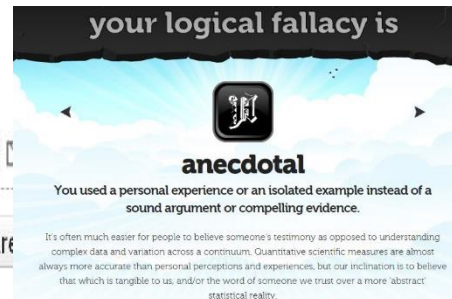 your logical fallacy is
anecdotal
You used a personal experience or an isolated example instead of a
sound argument or compelling evidence.
It's often much easier for people to believe someone's testimony as opposed to understanding
complex data and variation across a continuum. Quantitative scientific measures are almost
always more accurate than personal perceptions and experiences, but our inclination is to believe
that which is tangible to us, and/or the word of someone we trust over a more 'abstract'
statistical reality.